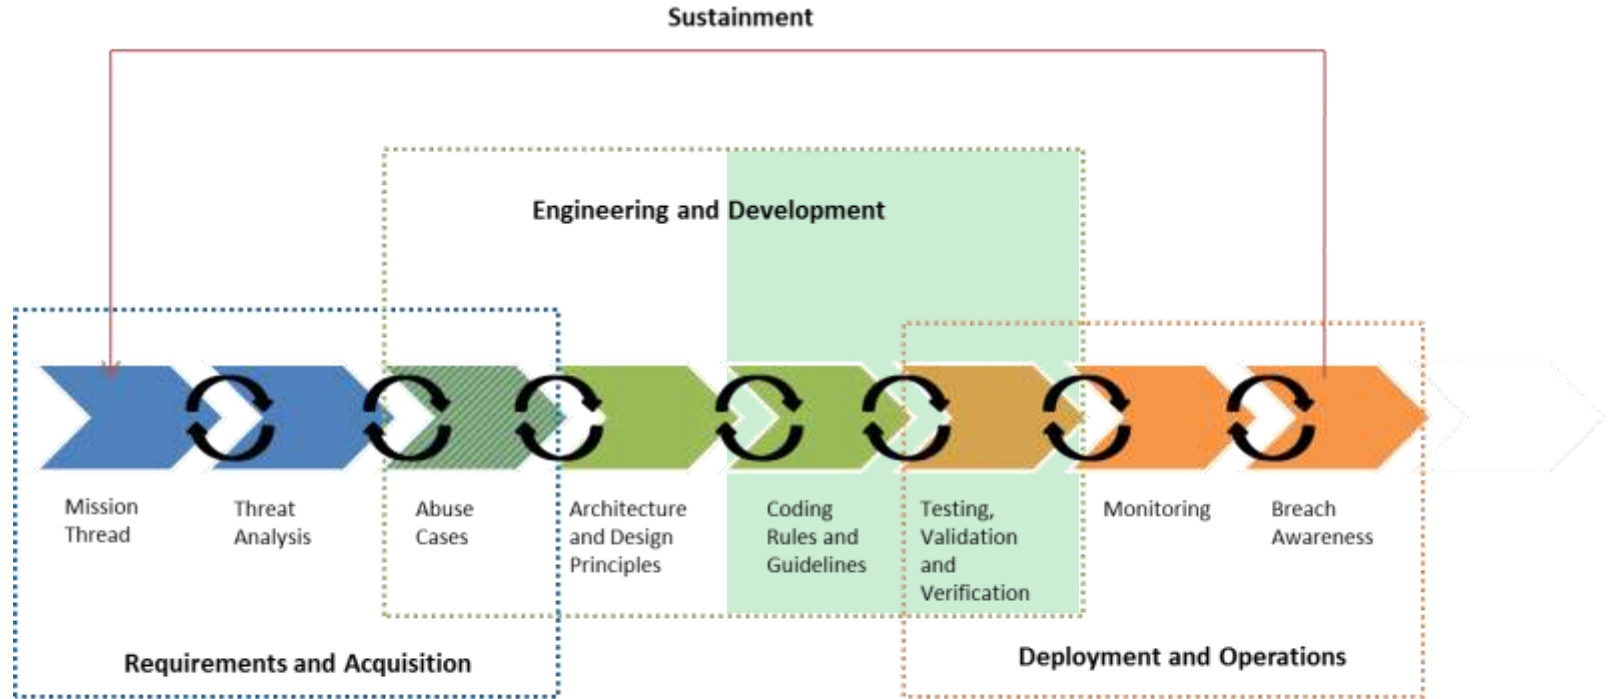 Sustainment
Engineering and Development
Mission
Thread
Threat
Analysis
Abuse
Cases
Architecture
and Design
Principles
Coding
Rules and
Guidelines
Testing,
Validation
and
Verification
Monitoring
Breach
Awareness
Requirements and Acquisition
Deployment and Operations